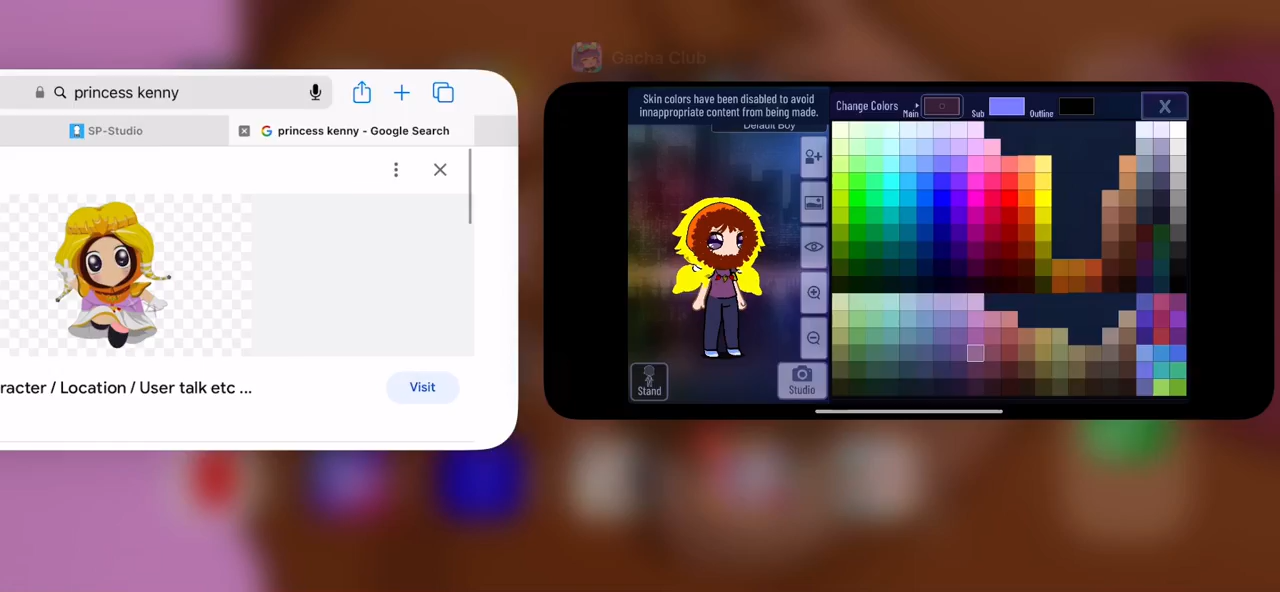 Gacha Club
princess kenny
SP-Studio
princess kenny - Google Search
racter / Location / User talk etc ...
Visit
Skin colors have been disabled to avoid
innappropriate content from being made.
Default Boy
Change Colors
Main
Sub
Outline
X
Stand
Studio